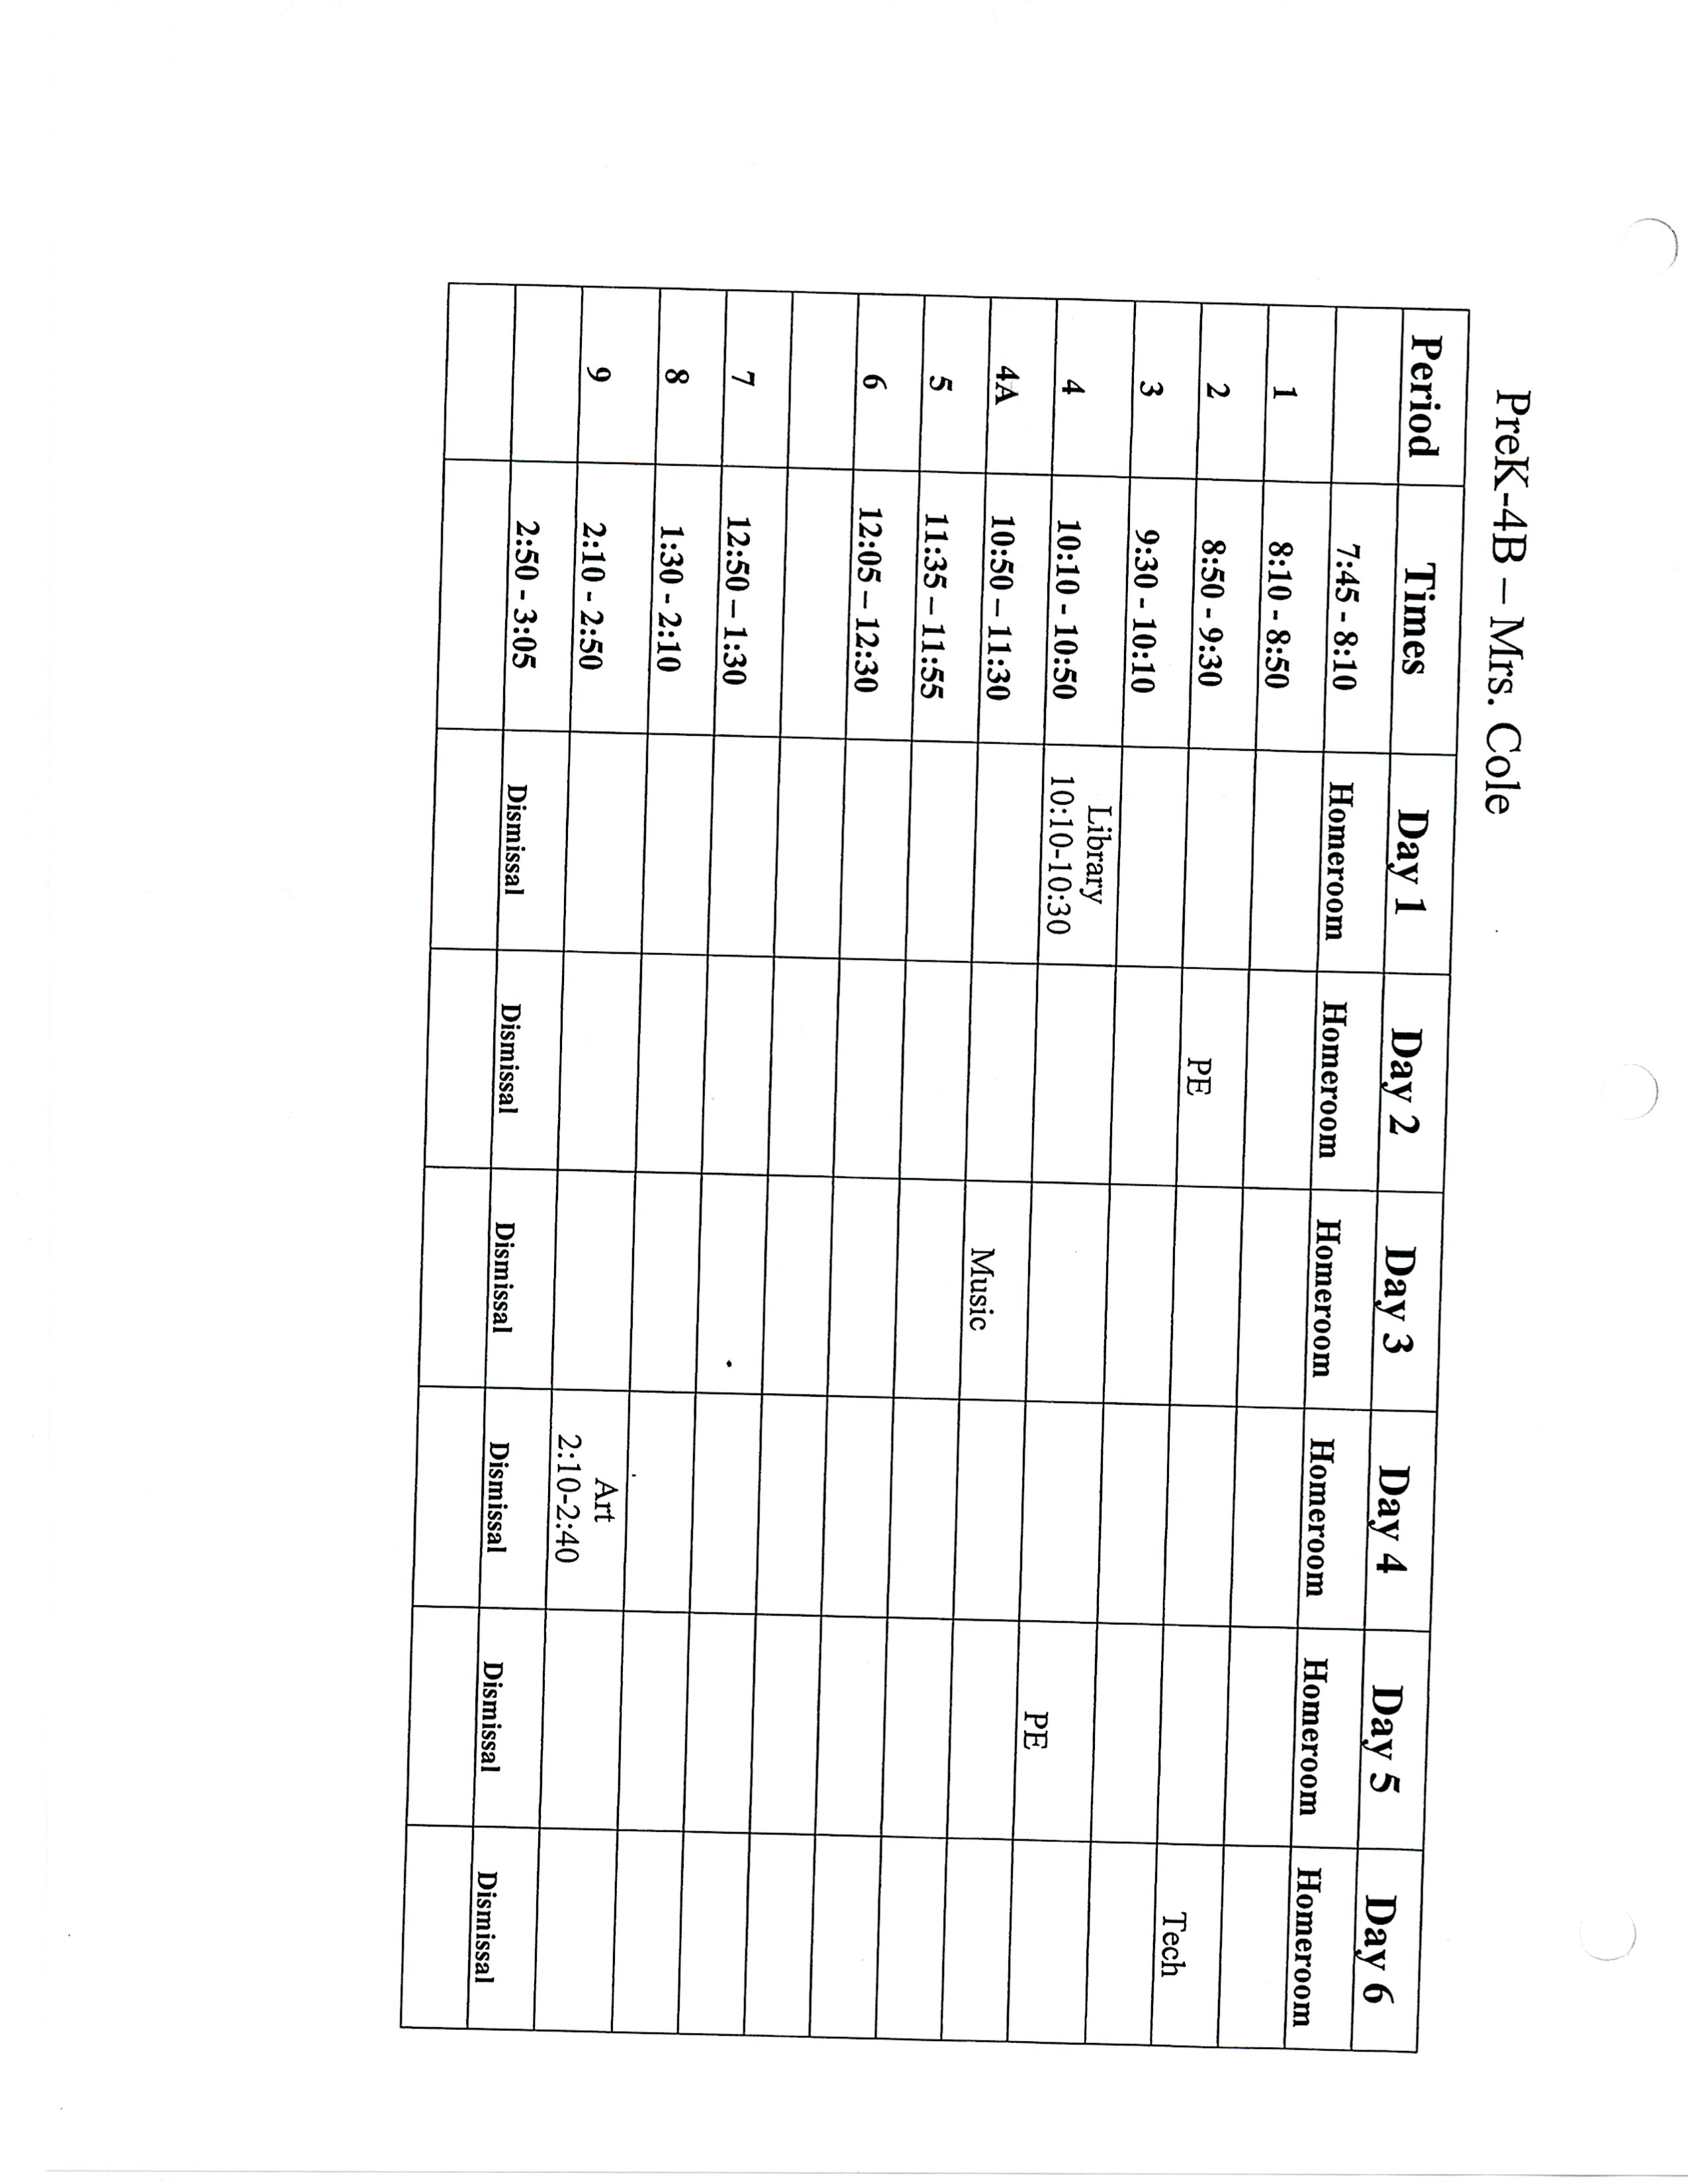 PreK-4B – Mrs. Cole
Period Times Day 1 Day 2 Day 3 Day 4 Day 5 Day 6
7:45 - 8:10 Homeroom Homeroom Homeroom Homeroom Homeroom Homeroom
1 8:10 - 8:50
2 8:50 - 9:30 PE Tech
3 9:30 - 10:10
4 10:10 - 10:50 Library PE
10:10-10:30
4A 10:50 – 11:30 Music
5 11:35 – 11:55
6 12:05 – 12:30
7 12:50 – 1:30
8 1:30 - 2:10
9 2:10 - 2:50 Art
2:10-2:40
2:50 - 3:05 Dismissal Dismissal Dismissal Dismissal Dismissal Dismissal